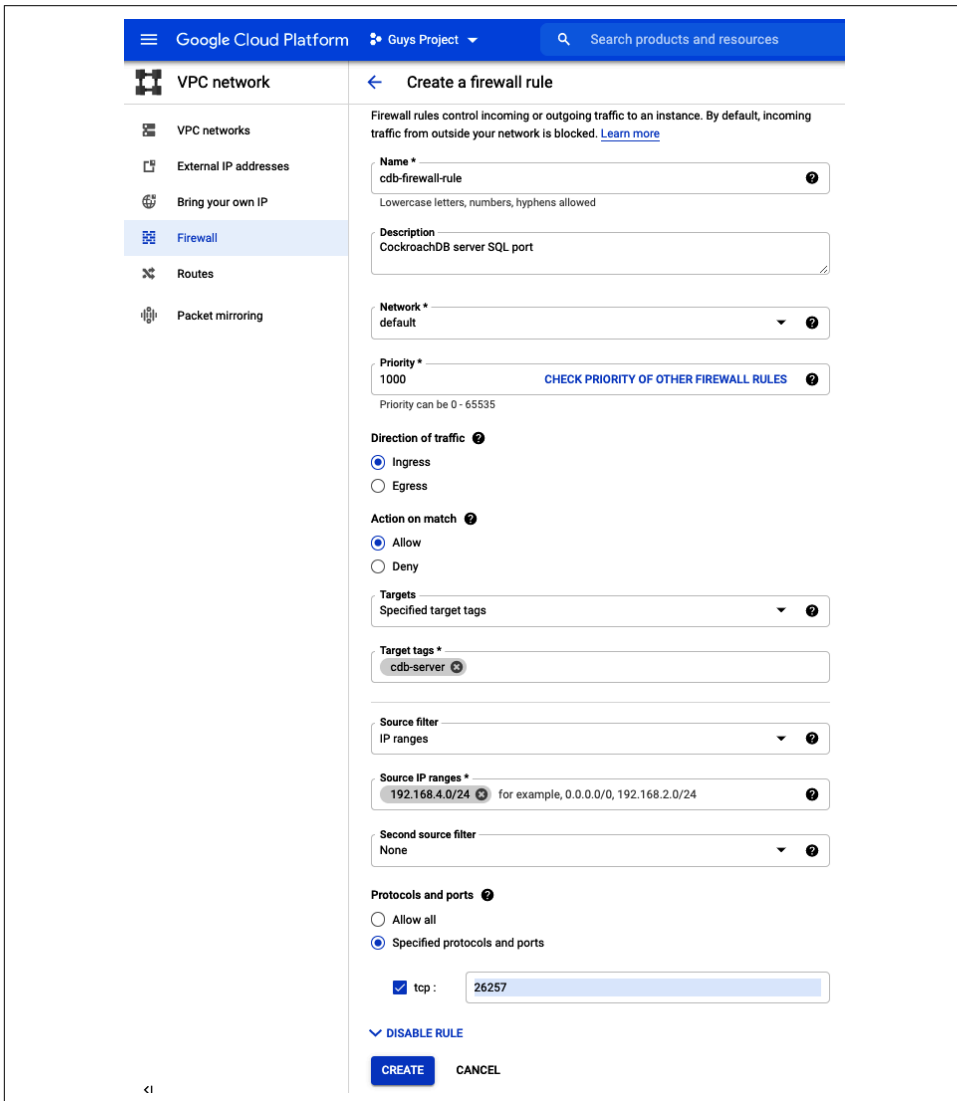 Google Cloud Platform
Guys Project
Search products and resources
VPC network
Create a firewall rule
VPC networks
External IP addresses
Bring your own IP
Firewall
Routes
Packet mirroring
Firewall rules control incoming or outgoing traffic to an instance. By default, incoming
traffic from outside your network is blocked. Learn more
Name *
cdb-firewall-rule
Lowercase letters, numbers, hyphens allowed
Description
CockroachDB server SQL port
Network *
default
Priority *
1000 CHECK PRIORITY OF OTHER FIREWALL RULES
Priority can be 0 - 65535
Direction of traffic
Ingress
Egress
Action on match
Allow
Deny
Targets
Specified target tags
Target tags *
cdb-server
Source filter
IP ranges
Source IP ranges *
192.168.4.0/24 for example, 0.0.0.0/0, 192.168.2.0/24
Second source filter
None
Protocols and ports
Allow all
Specified protocols and ports
tcp : 26257
DISABLE RULE
CREATE CANCEL